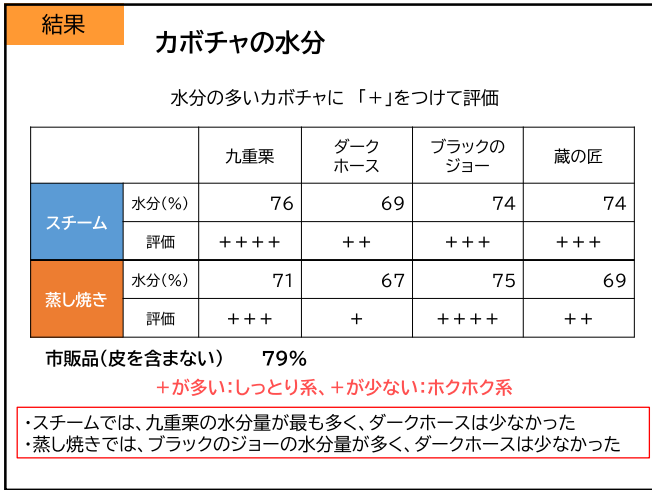 結果
カボチャの水分
水分の多いカボチャに 「+」をつけて評価
九重栗 ダークホース ブラックのジョー 蔵の匠
スチーム 水分(%) 76 69 74 74
評価 ++++ ++ +++ +++
蒸し焼き 水分(%) 71 67 75 69
評価 +++ + ++++ ++
市販品(皮を含まない) 79%
+が多い:しっとり系、+が少ない:ホクホク系
・スチームでは、九重栗の水分量が最も多く、ダークホースは少なかった
・蒸し焼きでは、ブラックのジョーの水分量が多く、ダークホースは少なかった